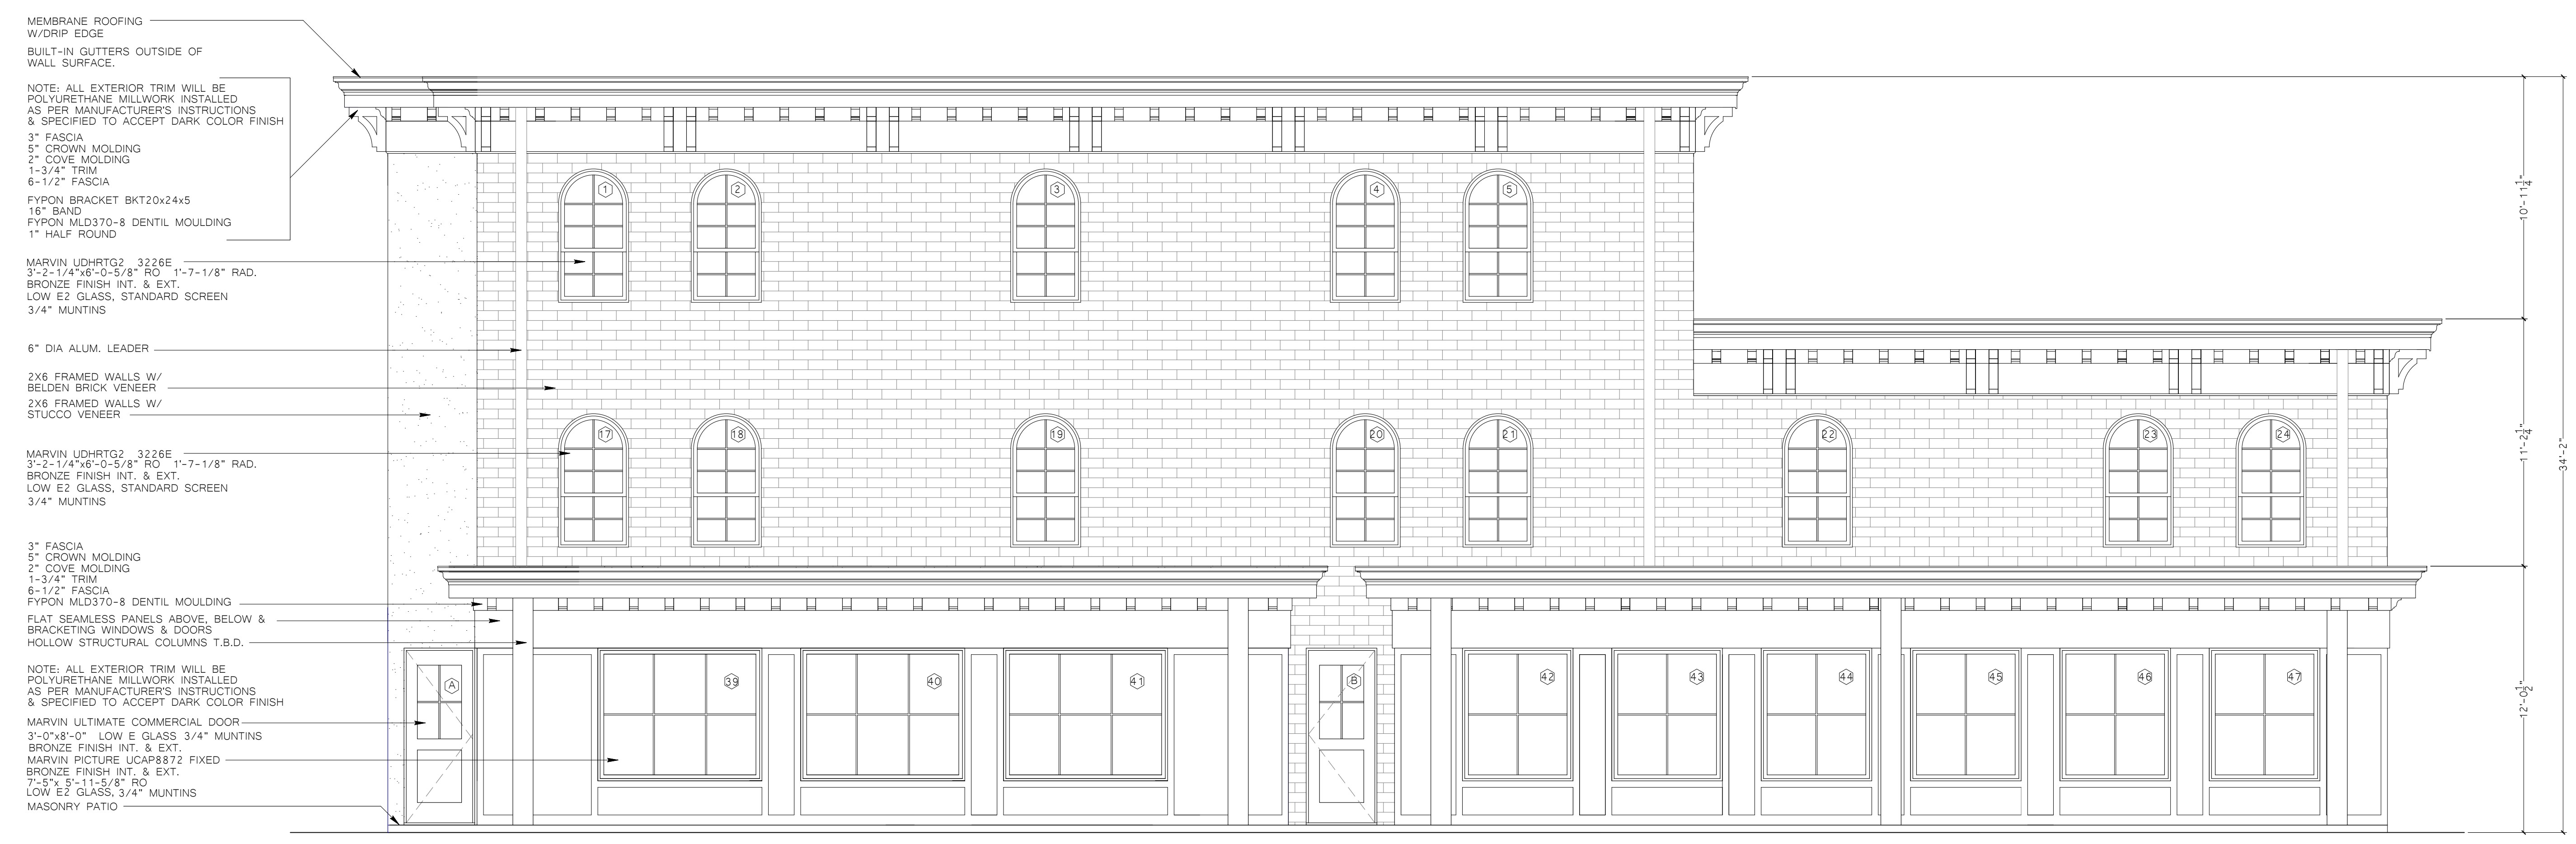 MEMBRANE ROOFING
W/DRIP EDGE
BUILT-IN GUTTERS OUTSIDE OF
WALL SURFACE.
NOTE: ALL EXTERIOR TRIM WILL BE
POLYURETHANE MILLWORK INSTALLED
AS PER MANUFACTURER'S INSTRUCTIONS
& SPECIFIED TO ACCEPT DARK COLOR FINISH
3" FASCIA
5" CROWN MOLDING
2" COVE MOLDING
1-3/4" TRIM
6-1/2" FASCIA
FYPON BRACKET BKT20x24x5
16" BAND
FYPON MLD370-8 DENTIL MOULDING
1" HALF ROUND
MARVIN UDHRTG2 3226E
3'-2-1/4"x6'-0-5/8" RO 1'-7-1/8" RAD.
BRONZE FINISH INT. & EXT.
LOW E2 GLASS, STANDARD SCREEN
3/4" MUNTINS
6" DIA ALUM. LEADER
2X6 FRAMED WALLS W/
BELDEN BRICK VENEER
2X6 FRAMED WALLS W/
STUCCO VENEER
MARVIN UDHRTG2 3226E
3'-2-1/4"x6'-0-5/8" RO 1'-7-1/8" RAD.
BRONZE FINISH INT. & EXT.
LOW E2 GLASS, STANDARD SCREEN
3/4" MUNTINS
3" FASCIA
5" CROWN MOLDING
2" COVE MOLDING
1-3/4" TRIM
6-1/2" FASCIA
FYPON MLD370-8 DENTIL MOULDING
FLAT SEAMLESS PANELS ABOVE, BELOW &
BRACKETING WINDOWS & DOORS
HOLLOW STRUCTURAL COLUMNS T.B.D.
NOTE: ALL EXTERIOR TRIM WILL BE
POLYURETHANE MILLWORK INSTALLED
AS PER MANUFACTURER'S INSTRUCTIONS
& SPECIFIED TO ACCEPT DARK COLOR FINISH
MARVIN ULTIMATE COMMERCIAL DOOR
3'-0"x8'-0" LOW E GLASS 3/4" MUNTINS
BRONZE FINISH INT. & EXT.
MARVIN PICTURE UCAP8872 FIXED
BRONZE FINISH INT. & EXT.
7'-5"x 5'-11-5/8" RO
LOW E2 GLASS, 3/4" MUNTINS
MASONRY PATIO
1 2 3 4 5
17 18 19 20 21 22 23 24
A 39 40 41 B 42 43 44 45 46 47
10'-11 1/4"
11'-2 1/4"
12'-0 1/2"
34'-2"